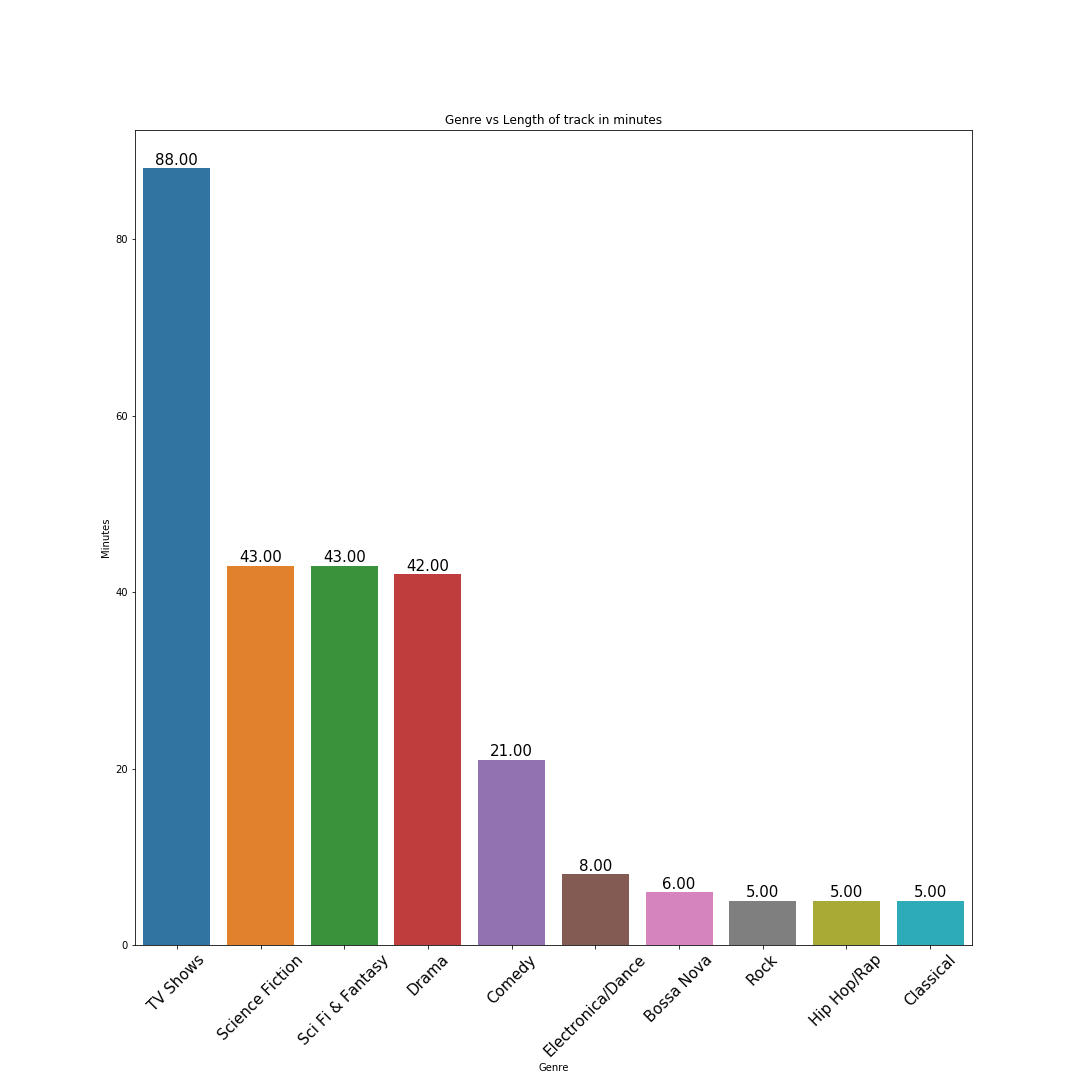 Genre vs Length of track in minutes
88.00
80
60
Minutes
43.00
43.00
42.00
40
21.00
20
8.00
6.00
5.00
5.00
5.00
0
TV Shows
Science Fiction
Sci Fi & Fantasy
Drama
Comedy
Electronica/Dance
Bossa Nova
Rock
Hip Hop/Rap
Classical
Genre